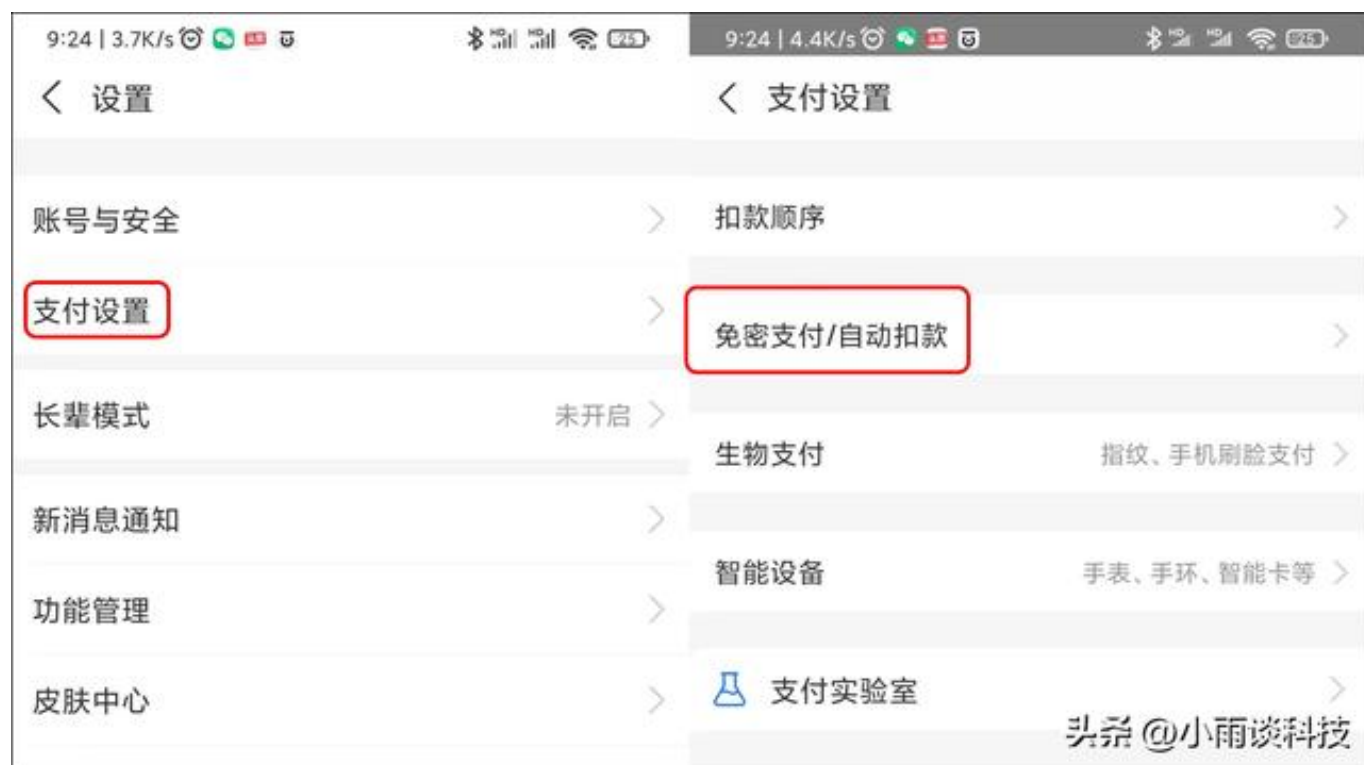 9:24 | 3.7K/s
25
设置
账号与安全
支付设置
长辈模式 未开启
新消息通知
功能管理
皮肤中心
9:24 | 4.4K/s
25
支付设置
扣款顺序
免密支付/自动扣款
生物支付 指纹、手机刷脸支付
智能设备 手表、手环、智能卡等
支付实验室
头条 @小雨谈科技